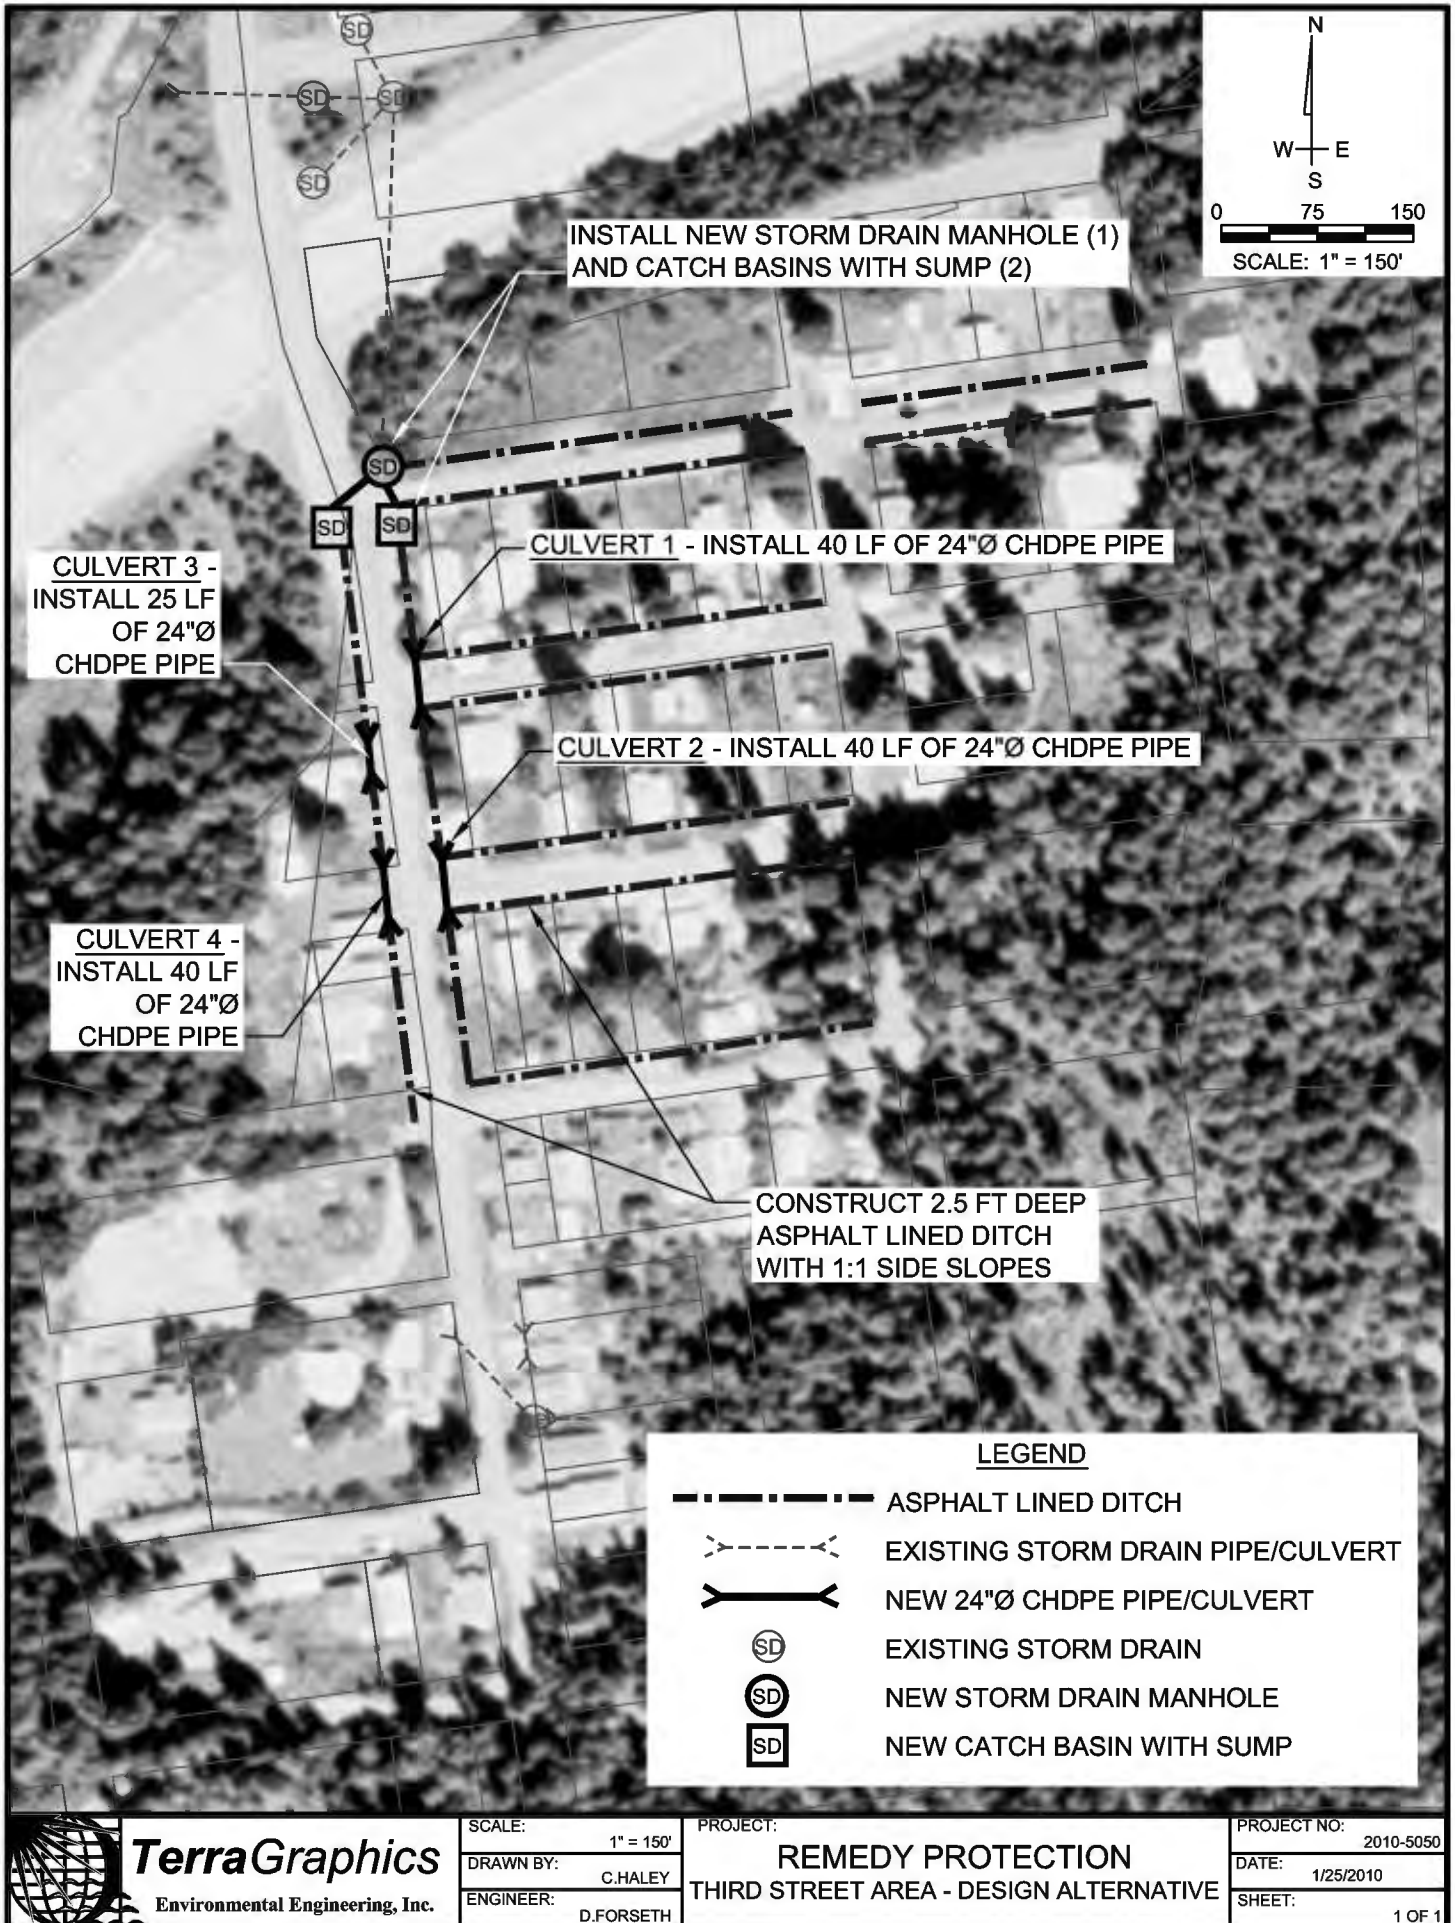 SD
SD
SD
SD
N
W E
S
0 75 150
SCALE: 1" = 150'
INSTALL NEW STORM DRAIN MANHOLE (1)
AND CATCH BASINS WITH SUMP (2)
SD
SD
SD
CULVERT 1 - INSTALL 40 LF OF 24"Ø CHDPE PIPE
CULVERT 3 -
INSTALL 25 LF
OF 24"Ø
CHDPE PIPE
CULVERT 2 - INSTALL 40 LF OF 24"Ø CHDPE PIPE
CULVERT 4 -
INSTALL 40 LF
OF 24"Ø
CHDPE PIPE
CONSTRUCT 2.5 FT DEEP
ASPHALT LINED DITCH
WITH 1:1 SIDE SLOPES
LEGEND
ASPHALT LINED DITCH
EXISTING STORM DRAIN PIPE/CULVERT
NEW 24"Ø CHDPE PIPE/CULVERT
SD EXISTING STORM DRAIN
SD NEW STORM DRAIN MANHOLE
SD NEW CATCH BASIN WITH SUMP
TerraGraphics
Environmental Engineering, Inc.
SCALE:
1" = 150'
DRAWN BY:
C.HALEY
ENGINEER:
D.FORSETH
PROJECT:
REMEDY PROTECTION
THIRD STREET AREA - DESIGN ALTERNATIVE
PROJECT NO:
2010-5050
DATE:
1/25/2010
SHEET:
1 OF 1